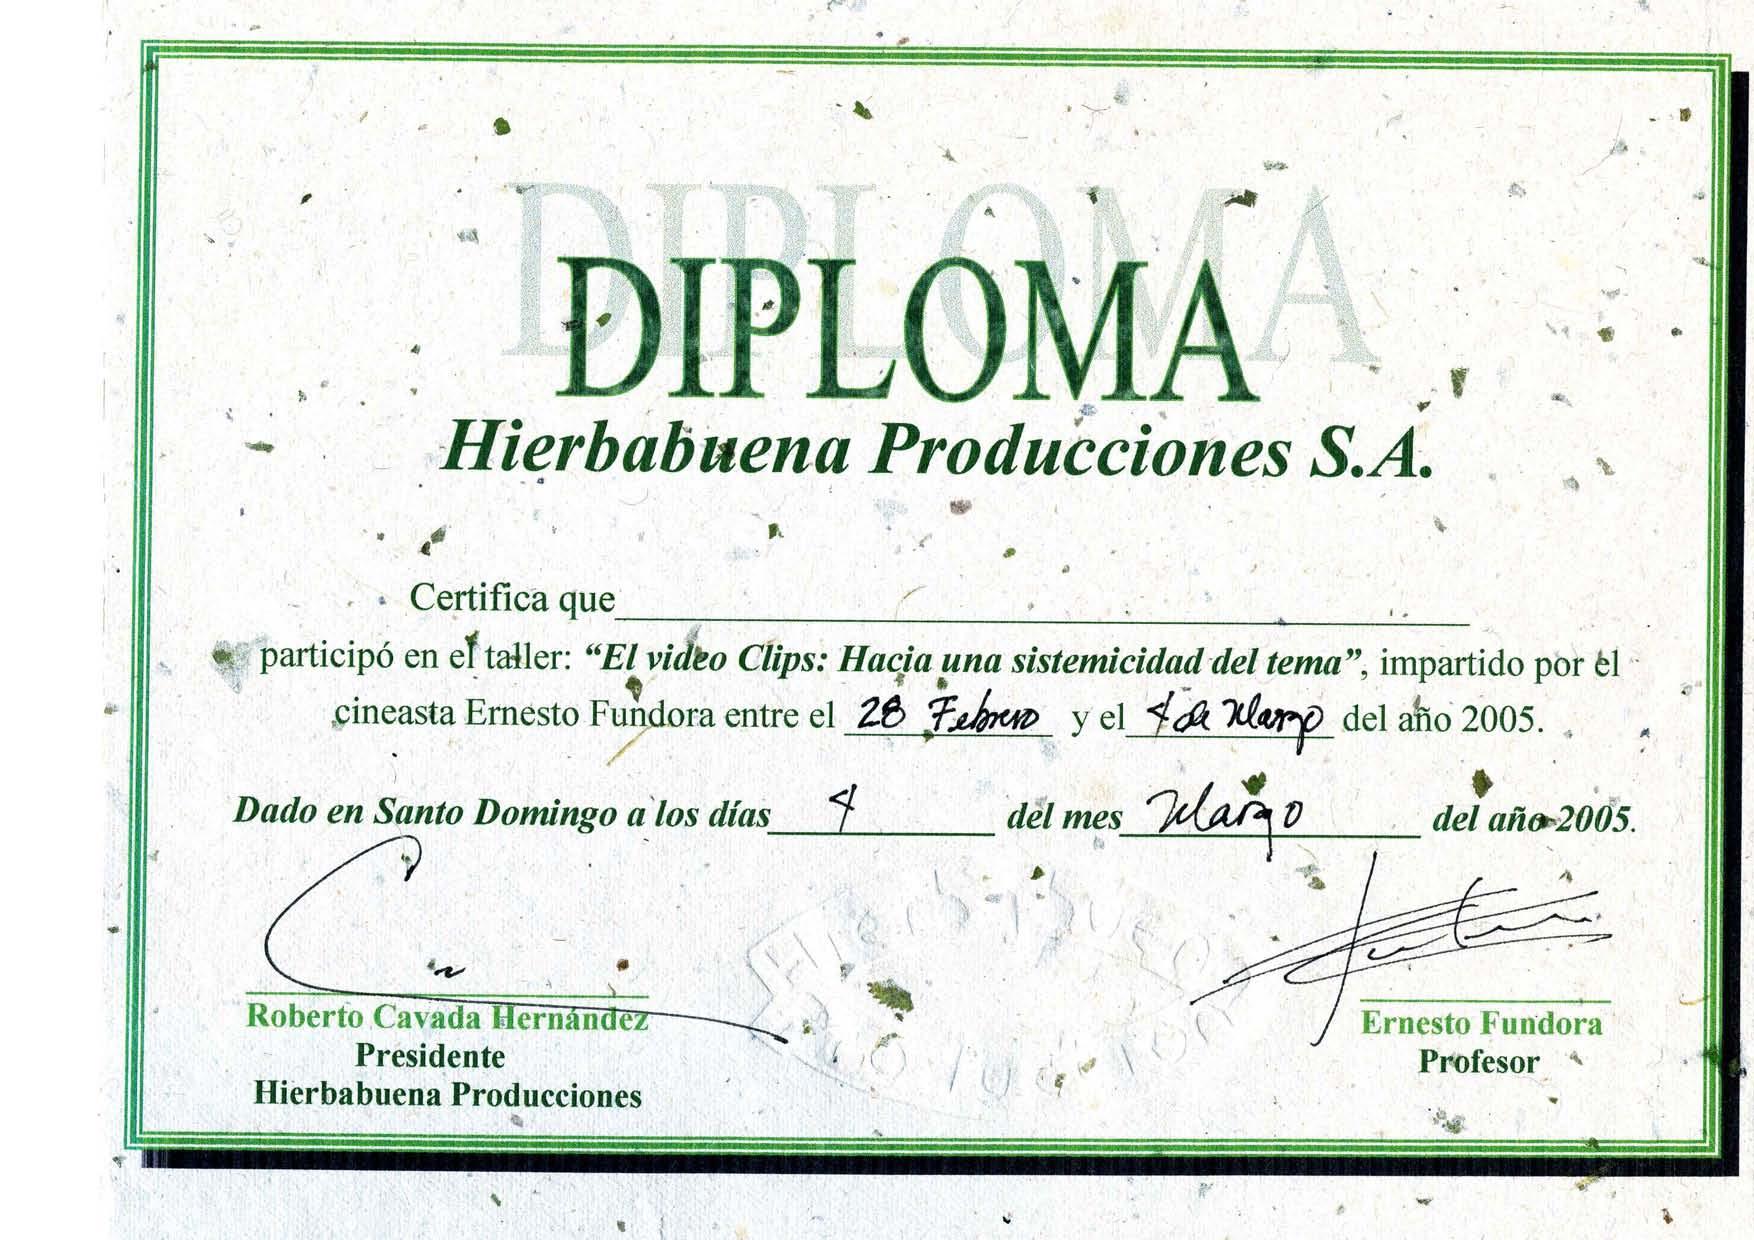 DIPLOMA
Hierbabuena Producciones S.A.
Certifica que
participó en el taller: “El video Clips: Hacia una sistemicidad del tema”, impartido por el
cineasta Ernesto Fundora entre el 28 Febrero y el 4 de Marzo del año 2005.
Dado en Santo Domingo a los días 4 del mes Marzo del año 2005.
Roberto Cavada Hernández
Presidente
Hierbabuena Producciones
Ernesto Fundora
Profesor